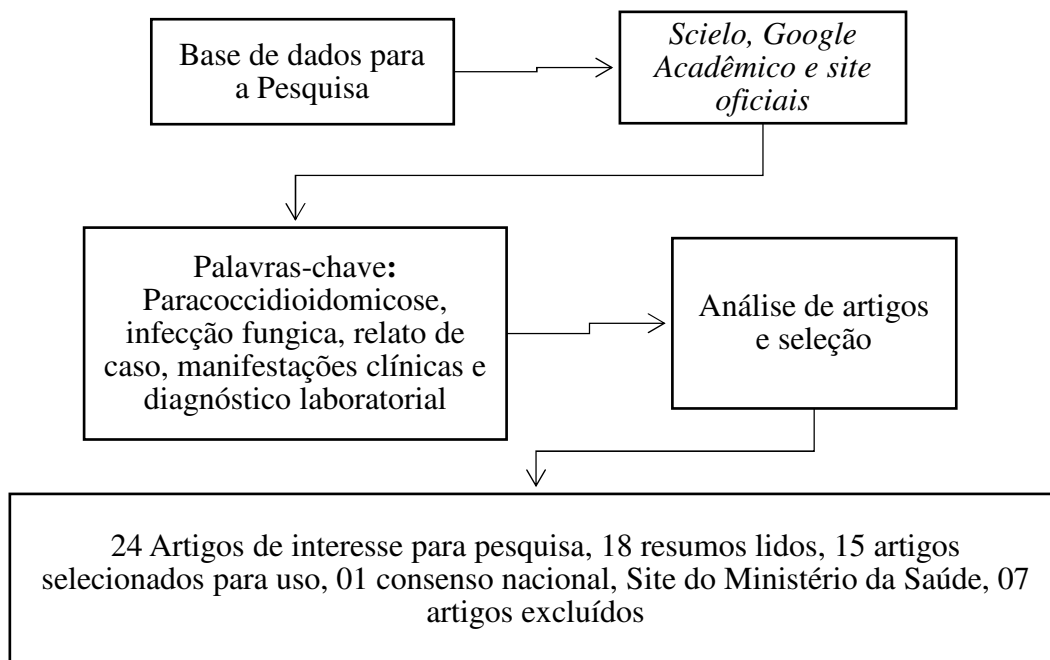 Base de dados para
a Pesquisa
Scielo, Google
Acadêmico e site
oficiais
Palavras-chave:
Paracoccidioidomicose,
infecção fungica, relato de
caso, manifestações clínicas e
diagnóstico laboratorial
Análise de artigos
e seleção
24 Artigos de interesse para pesquisa, 18 resumos lidos, 15 artigos
selecionados para uso, 01 consenso nacional, Site do Ministério da Saúde, 07
artigos excluídos